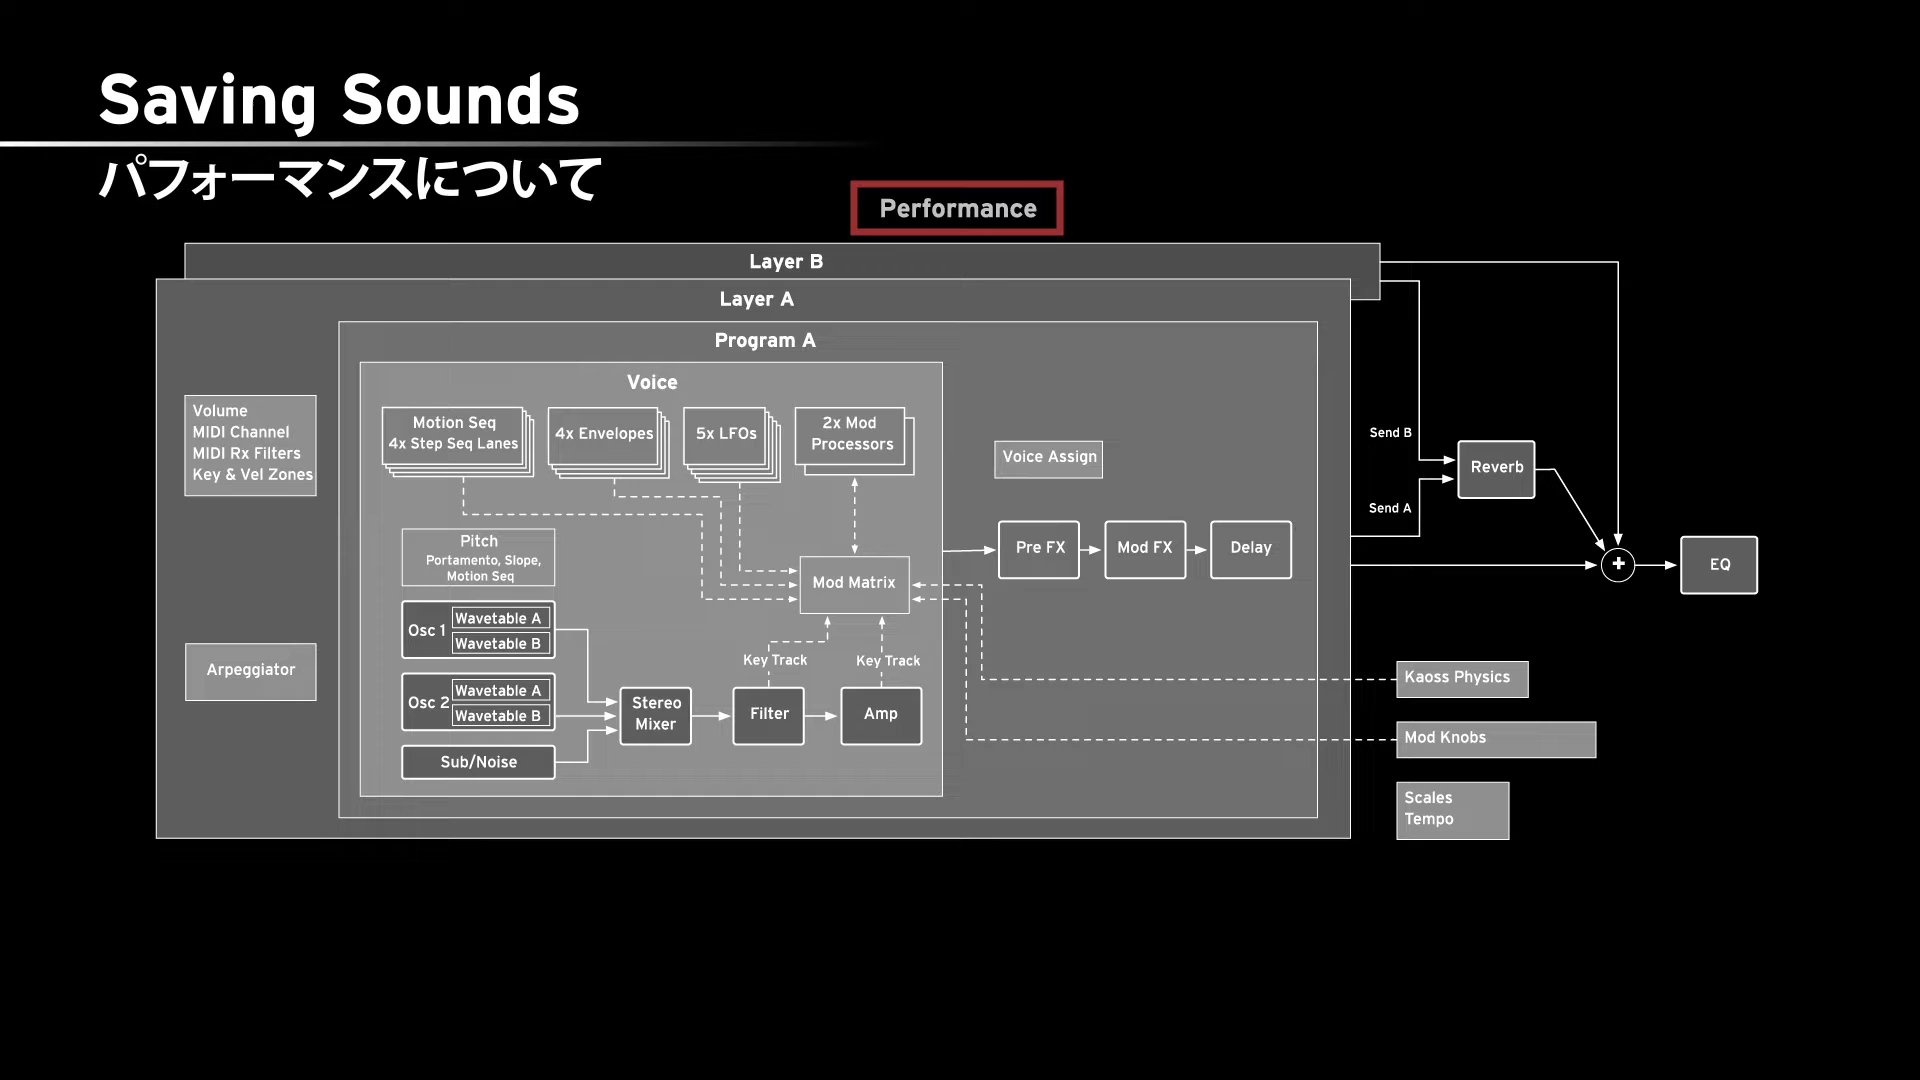 Saving Sounds
パフォーマンスについて
Performance
Layer B
Layer A
Program A
Voice
Volume
MIDI Channel
MIDI Rx Filters
Key & Vel Zones
Arpeggiator
Motion Seq
4x Step Seq Lanes
4x Envelopes
5x LFOs
2x Mod
Processors
Voice Assign
Pitch
Portamento, Slope,
Motion Seq
Mod Matrix
Osc 1
Wavetable A
Wavetable B
Osc 2
Wavetable A
Wavetable B
Sub/Noise
Stereo
Mixer
Key Track
Filter
Key Track
Amp
Pre FX
Mod FX
Delay
Send B
Send A
Reverb
+
EQ
Kaoss Physics
Mod Knobs
Scales
Tempo